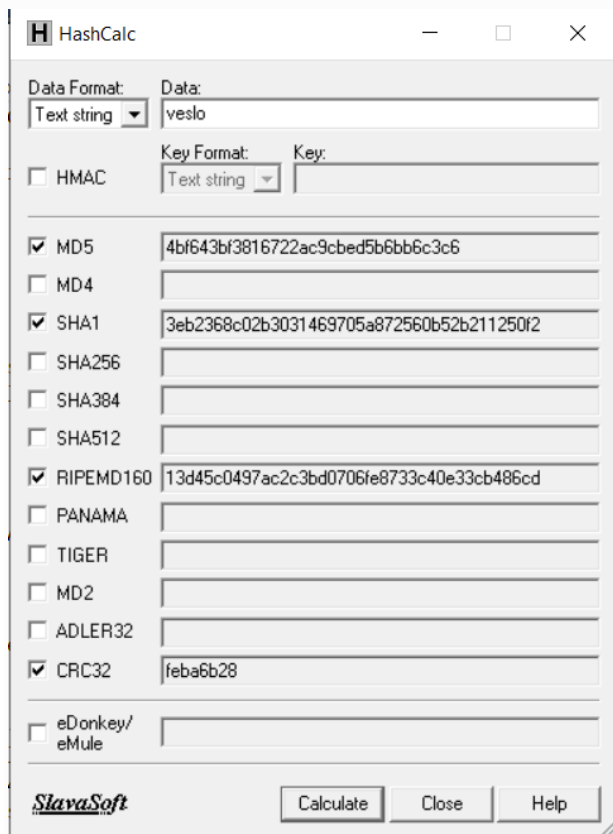 HashCalc
Data Format: Data:
Text string veslo
Key Format: Key:
HMAC Text string
MD5 4bf643bf3816722ac9cbed5b6bb6c3c6
MD4
SHA1 3eb2368c02b3031469705a872560b52b211250f2
SHA256
SHA384
SHA512
RIPEMD160 13d45c0497ac2c3bd0706fe8733c40e33cb486cd
PANAMA
TIGER
MD2
ADLER32
CRC32 feba6b28
eDonkey/
eMule
SlavaSoft Calculate Close Help